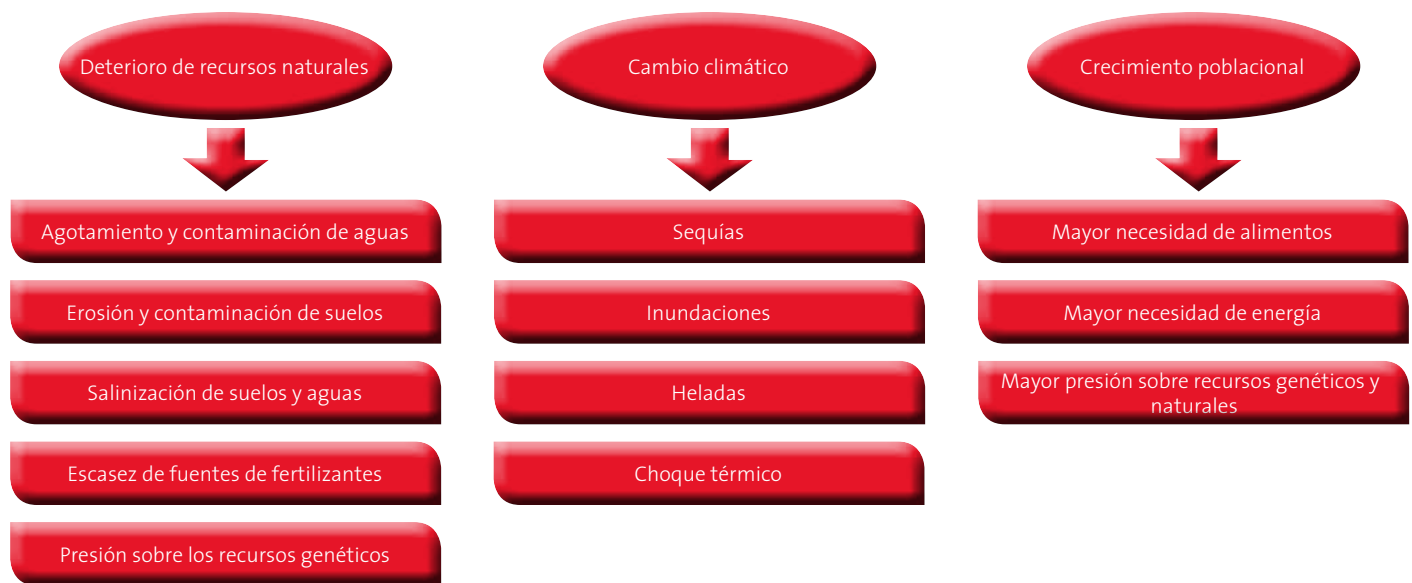 Deterioro de recursos naturales
Agotamiento y contaminación de aguas
Erosión y contaminación de suelos
Salinización de suelos y aguas
Escasez de fuentes de fertilizantes
Presión sobre los recursos genéticos
Cambio climático
Sequías
Inundaciones
Heladas
Choque térmico
Crecimiento poblacional
Mayor necesidad de alimentos
Mayor necesidad de energía
Mayor presión sobre recursos genéticos y
naturales